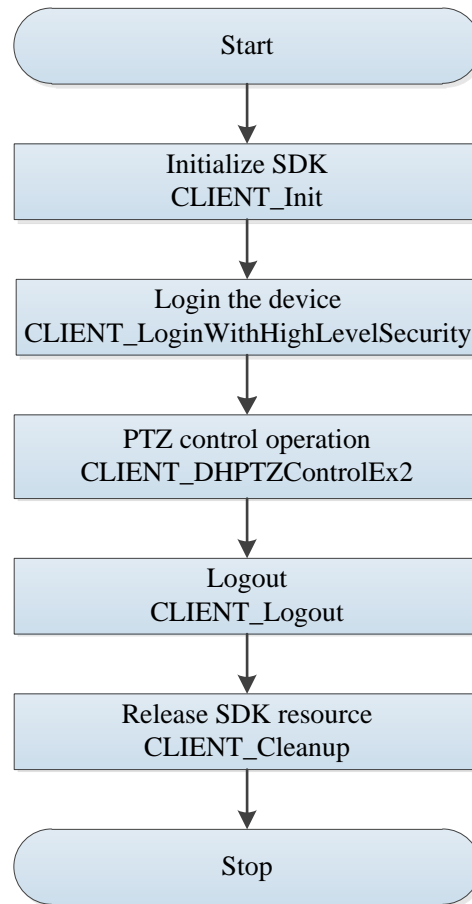 Start
Initialize SDK
CLIENT_Init
Login the device
CLIENT_LoginWithHighLevelSecurity
PTZ control operation
CLIENT_DHPTZControlEx2
Logout
CLIENT_Logout
Release SDK resource
CLIENT_Cleanup
Stop